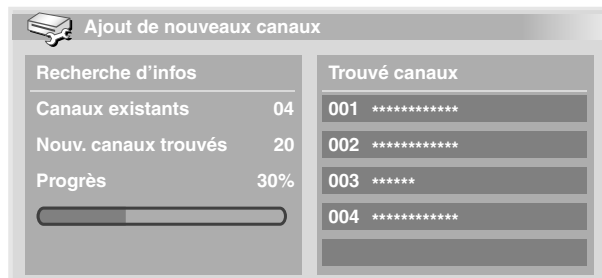 Ajout de nouveaux canaux
Recherche d’infos
Canaux existants 04
Nouv. canaux trouvés 20
Progrès 30%
Trouvé canaux
001 ************
002 ************
003 ******
004 ************